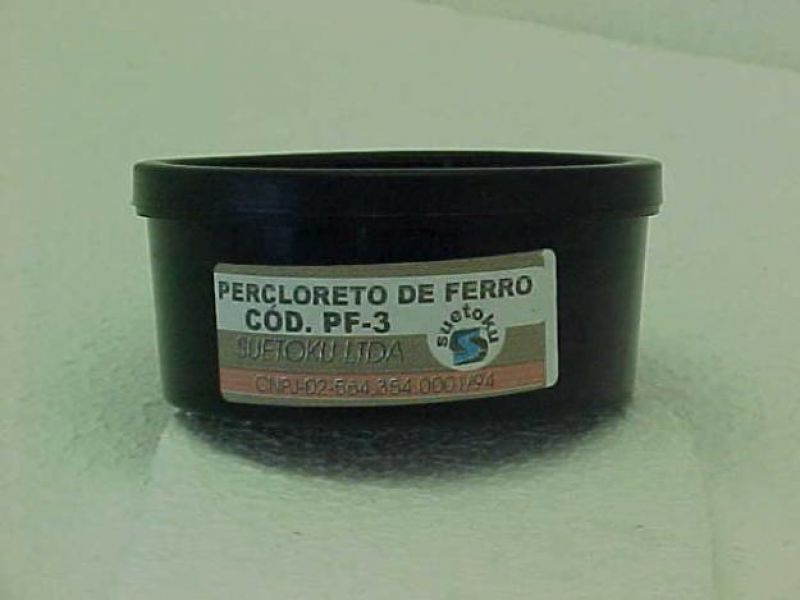 PERCLORETO DE FERRO
CÓD. PF-3
suetoku
SUETOKU LTDA
CNPJ-02-564.354.0001/94